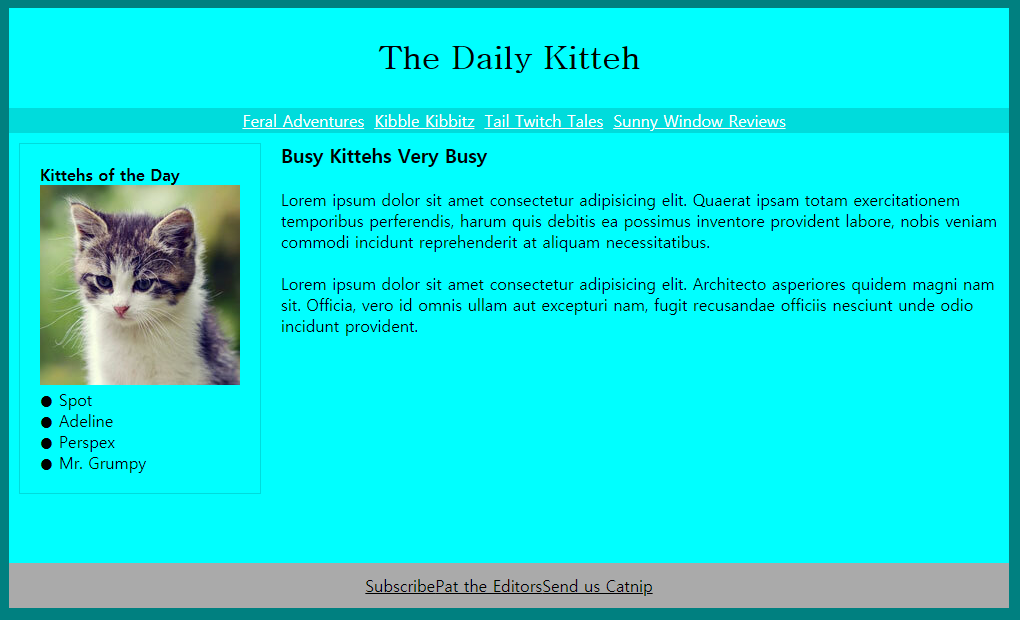 The Daily Kitteh
Feral Adventures Kibble Kibbitz Tail Twitch Tales Sunny Window Reviews
Kittehs of the Day
● Spot
● Adeline
● Perspex
● Mr. Grumpy
Busy Kittehs Very Busy
Lorem ipsum dolor sit amet consectetur adipisicing elit. Quaerat ipsam totam exercitationem
temporibus perferendis, harum quis debitis ea possimus inventore provident labore, nobis veniam
commodi incidunt reprehenderit at aliquam necessitatibus.
Lorem ipsum dolor sit amet consectetur adipisicing elit. Architecto asperiores quidem magni nam
sit. Officia, vero id omnis ullam aut excepturi nam, fugit recusandae officiis nesciunt unde odio
incidunt provident.
SubscribePat the EditorsSend us Catnip